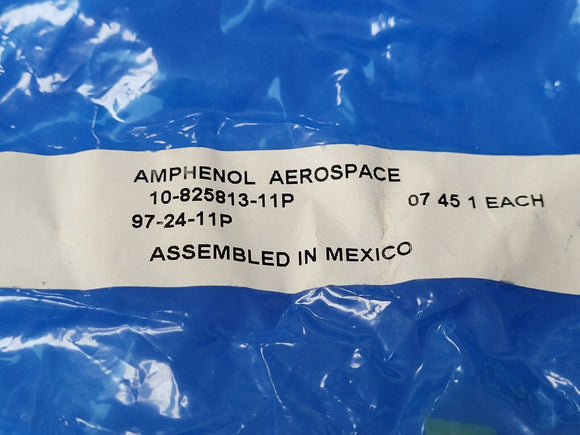 AMPHENOL AEROSPACE
10-825813-11P 07 45 1 EACH
97-24-11P
ASSEMBLED IN MEXICO